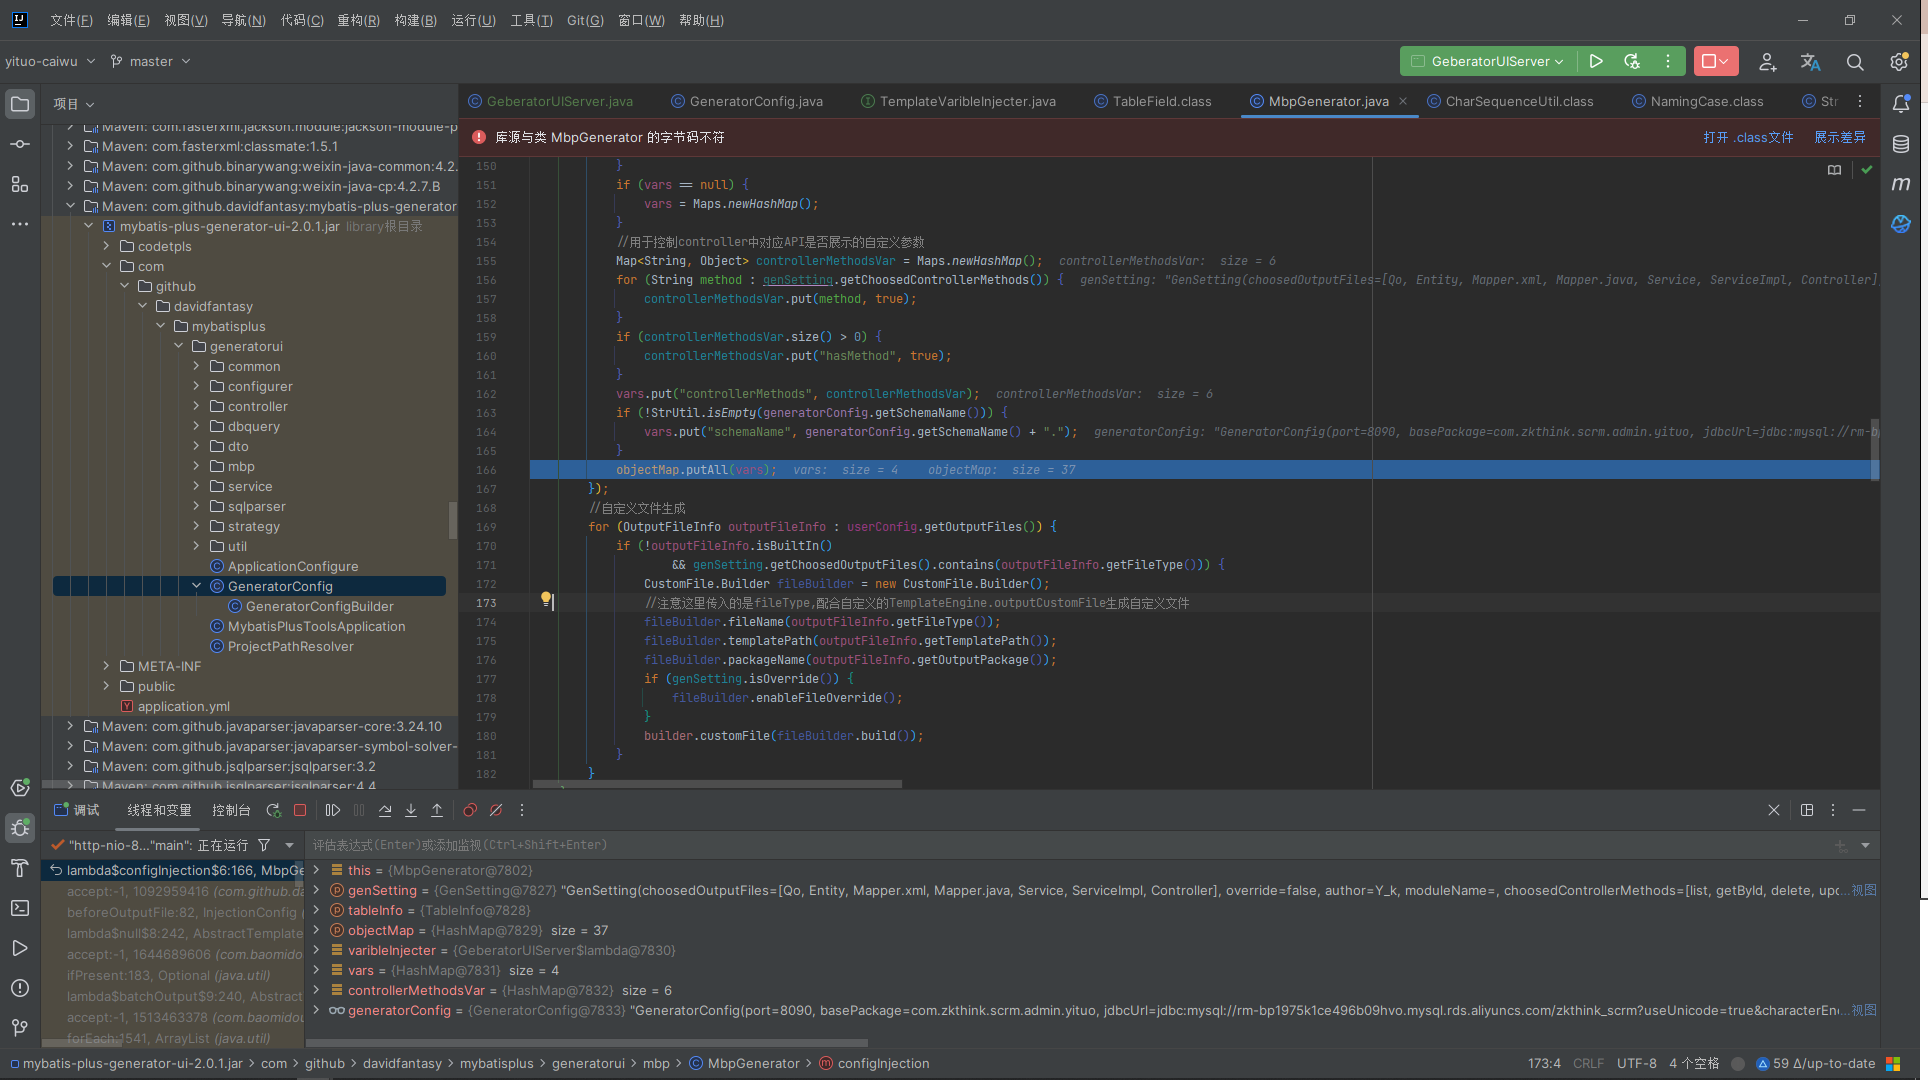 文件(F) 编辑(E) 视图(V) 导航(N) 代码(C) 重构(R) 构建(B) 运行(U) 工具(T) Git(G) 窗口(W) 帮助(H)
yituo-caiwu master GeberatorUIServer
项目
GeberatorUIServer.java GeneratorConfig.java TemplateVaribleInjecter.java TableField.class MbpGenerator.java CharSequenceUtil.class NamingCase.class Str
库源与类 MbpGenerator 的字节码不符 打开 .class文件 展示差异
Maven: com.fasterxml.jackson.module:jackson-module-p
Maven: com.fasterxml:classmate:1.5.1
Maven: com.github.binarywang:weixin-java-common:4.2.
Maven: com.github.binarywang:weixin-java-cp:4.2.7.B
Maven: com.github.davidfantasy:mybatis-plus-generator
mybatis-plus-generator-ui-2.0.1.jar library根目录
codetpls
com
github
davidfantasy
mybatisplus
generatorui
common
configurer
controller
dbquery
dto
mbp
service
sqlparser
strategy
util
ApplicationConfigure
GeneratorConfig
GeneratorConfigBuilder
MybatisPlusToolsApplication
ProjectPathResolver
META-INF
public
application.yml
Maven: com.github.javaparser:javaparser-core:3.24.10
Maven: com.github.javaparser:javaparser-symbol-solver-
Maven: com.github.jsqlparser:jsqlparser:3.2
Maven: com.github.jsqlparser:jsqlparser:4.4
150 }
151 if (vars == null) {
152 vars = Maps.newHashMap();
153 }
154 //用于控制controller中对应API是否展示的自定义参数
155 Map<String, Object> controllerMethodsVar = Maps.newHashMap(); controllerMethodsVar: size = 6
156 for (String method : genSetting.getChoosedControllerMethods()) { genSetting: "GenSetting(choosedOutputFiles=[Qo, Entity, Mapper.xml, Mapper.java, Service, ServiceImpl, Controller],
157 controllerMethodsVar.put(method, true);
158 }
159 if (controllerMethodsVar.size() > 0) {
160 controllerMethodsVar.put("hasMethod", true);
161 }
162 vars.put("controllerMethods", controllerMethodsVar); controllerMethodsVar: size = 6
163 if (!StrUtil.isEmpty(generatorConfig.getSchemaName())) {
164 vars.put("schemaName", generatorConfig.getSchemaName() + "."); generatorConfig: "GeneratorConfig(port=8090, basePackage=com.zkthink.scrm.admin.yituo, jdbcUrl=jdbc:mysql://rm-bp
165 }
166 objectMap.putAll(vars); vars: size = 4 objectMap: size = 37
167 });
168 //自定义文件生成
169 for (OutputFileInfo outputFileInfo : userConfig.getOutputFiles()) {
170 if (!outputFileInfo.isBuiltIn()
171 && genSetting.getChoosedOutputFiles().contains(outputFileInfo.getFileType())) {
172 CustomFile.Builder fileBuilder = new CustomFile.Builder();
173 //注意这里传入的是fileType,配合自定义的TemplateEngine.outputCustomFile生成自定义文件
174 fileBuilder.fileName(outputFileInfo.getFileType());
175 fileBuilder.templatePath(outputFileInfo.getTemplatePath());
176 fileBuilder.packageName(outputFileInfo.getOutputPackage());
177 if (genSetting.isOverride()) {
178 fileBuilder.enableFileOverride();
179 }
180 builder.customFile(fileBuilder.build());
181 }
182 }
调试 线程和变量 控制台
"http-nio-8..."main": 正在运行
lambda$configInjection$6:166, MbpGe
accept:-1, 1092959416 (com.github.da
beforeOutputFile:82, InjectionConfig
lambda$null$8:242, AbstractTemplate
accept:-1, 1644689606 (com.baomido
ifPresent:183, Optional (java.util)
lambda$batchOutput$9:240, Abstract
accept:-1, 1513463378 (com.baomidou
forEach:1541, ArrayList (java.util)
评估表达式(Enter)或添加监视(Ctrl+Shift+Enter)
this = {MbpGenerator@7802}
genSetting = {GenSetting@7827} "GenSetting(choosedOutputFiles=[Qo, Entity, Mapper.xml, Mapper.java, Service, ServiceImpl, Controller], override=false, author=Y_k, moduleName=, choosedControllerMethods=[list, getById, delete, upd... 视图
tableInfo = {TableInfo@7828}
objectMap = {HashMap@7829} size = 37
varibleInjecter = {GeberatorUIServer$lambda@7830}
vars = {HashMap@7831} size = 4
controllerMethodsVar = {HashMap@7832} size = 6
generatorConfig = {GeneratorConfig@7833} "GeneratorConfig(port=8090, basePackage=com.zkthink.scrm.admin.yituo, jdbcUrl=jdbc:mysql://rm-bp1975k1ce496b09hvo.mysql.rds.aliyuncs.com/zkthink_scrm?useUnicode=true&characterEnc... 视图
mybatis-plus-generator-ui-2.0.1.jar > com > github > davidfantasy > mybatisplus > generatorui > mbp > MbpGenerator > configInjection 173:4 CRLF UTF-8 4 个空格 59 Δ/up-to-date